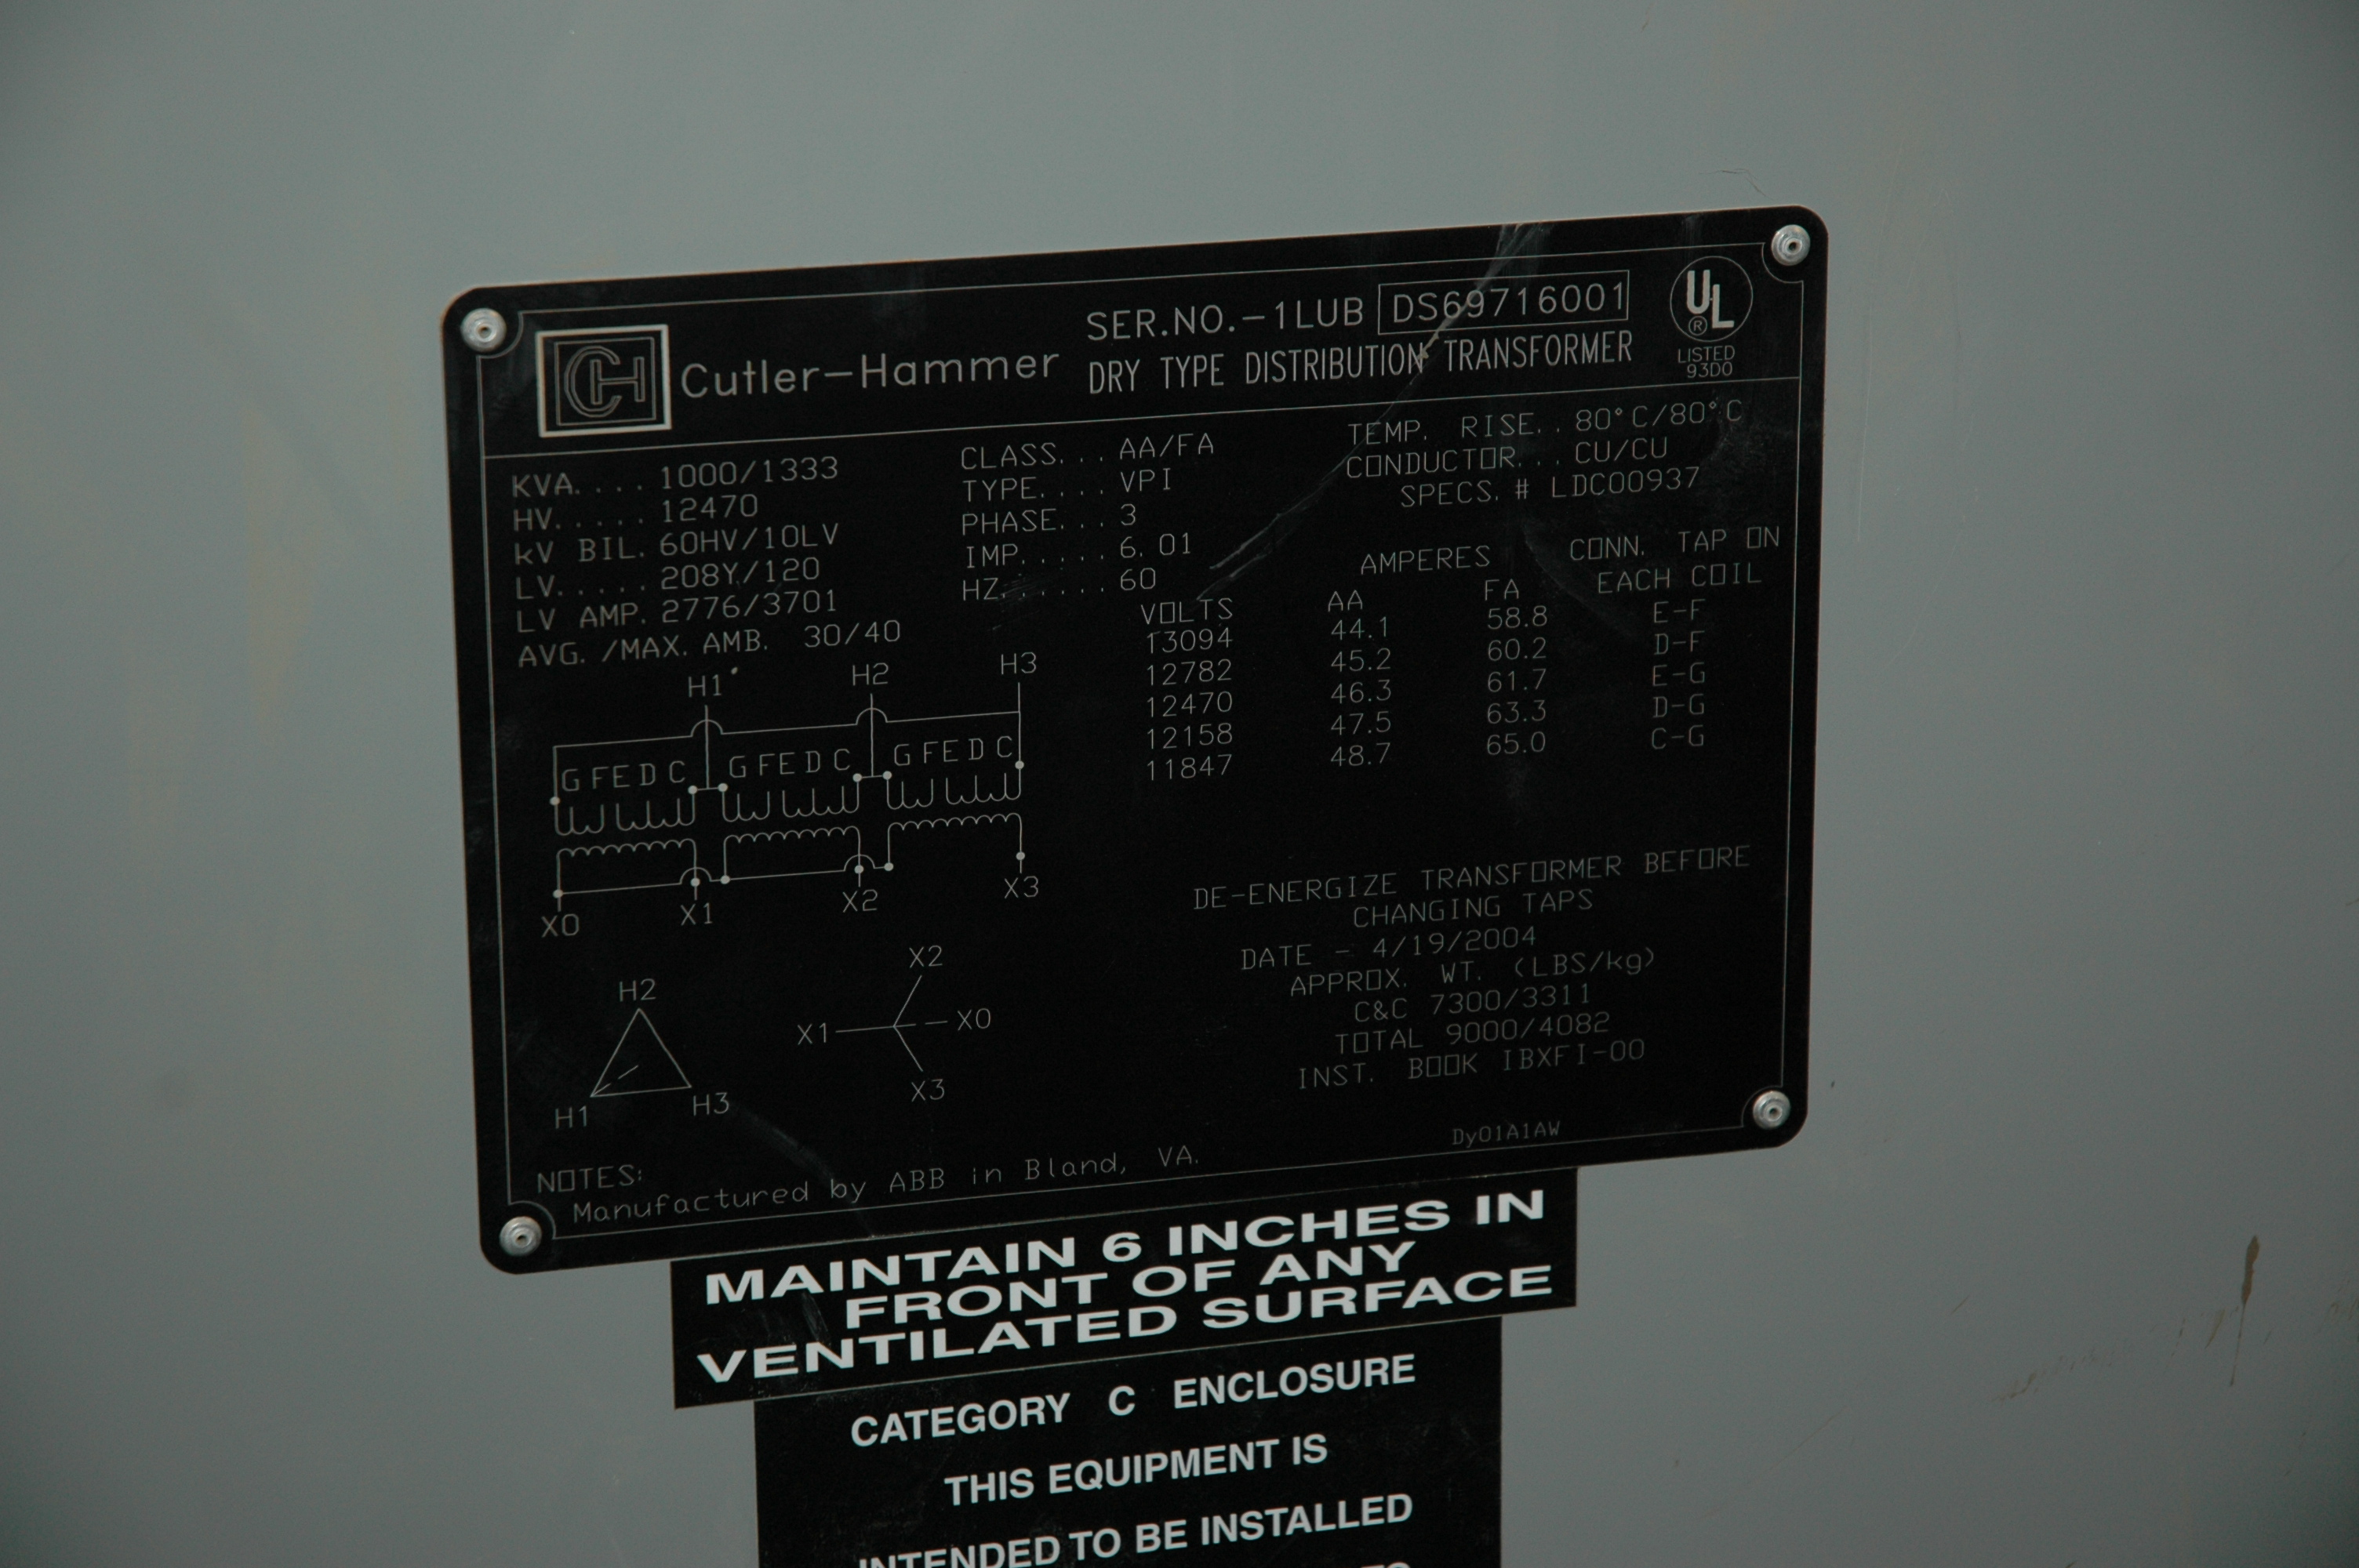 CH Cutler-Hammer
SER.NO.-1LUB DS69716001
DRY TYPE DISTRIBUTION TRANSFORMER
UL
®
LISTED
93D0
KVA.... 1000/1333
HV..... 12470
kV BIL. 60HV/10LV
LV..... 208Y/120
LV AMP. 2776/3701
AVG./MAX. AMB. 30/40
CLASS... AA/FA
TYPE.... VPI
PHASE... 3
IMP..... 6.01
HZ...... 60
TEMP. RISE.. 80°C/80°C
CONDUCTOR... CU/CU
SPECS.# LDC00937
AMPERES CONN. TAP ON
VOLTS AA FA EACH COIL
13094 44.1 58.8 E-F
12782 45.2 60.2 D-F
12470 46.3 61.7 E-G
12158 47.5 63.3 D-G
11847 48.7 65.0 C-G
H1 H2 H3
G F E D C G F E D C G F E D C
X0 X1 X2 X3
H2
H1 H3
X2
X1 X0
X3
DE-ENERGIZE TRANSFORMER BEFORE
CHANGING TAPS
DATE - 4/19/2004
APPROX. WT. (LBS/kg)
C&C 7300/3311
TOTAL 9000/4082
INST. BOOK IBXFI-00
Dy01A1AW
NOTES:
Manufactured by ABB in Bland, VA.
MAINTAIN 6 INCHES IN
FRONT OF ANY
VENTILATED SURFACE
CATEGORY C ENCLOSURE
THIS EQUIPMENT IS
INTENDED TO BE INSTALLED